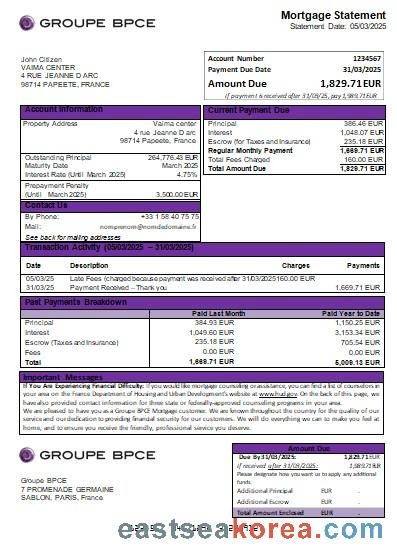 GROUPE BPCE
Mortgage Statement
Statement Date: 05/03/2025
John Citizen
VAIMA CENTER
4 RUE JEANNE D ARC
98714 PAPEETE, FRANCE
Account Number 1234567
Payment Due Date 31/03/2025
Amount Due 1,829.71EUR
If payment is received after 31/03/25, pay 1,989.71EUR
Account Information
Property Address Vaima center
4 rue Jeanne D arc
98714 Papeete, FRANCE
Outstanding Principal 264,776.43 EUR
Maturity Date March 2025
Interest Rate (Until March 2025) 4.75%
Prepayment Penalty
(Until March 2025) 3,500.00 EUR
Contact Us
By Phone: +33 1 58 40 75 75
Mail: nomprenom@nomdedomaine.fr
See back for mailing addresses
Current Payment Due
Principal 386.46 EUR
Interest 1,048.07 EUR
Escrow (for Taxes and Insurance) 235.18 EUR
Regular Monthly Payment 1,669.71 EUR
Total Fees Charged 160.00 EUR
Total Amount Due 1,829.71 EUR
Transaction Activity (05/03/2025 – 31/03/2025)
Date Description Charges Payments
05/03/25 Late Fees (charged because payment was received after 31/03/2025160.00 EUR
31/03/25 Payment Received – Thank you 1,669.71 EUR
Past Payments Breakdown
Paid Last Month Paid Year to Date
Principal 384.93 EUR 1,150.25 EUR
Interest 1,049.60 EUR 3,153.34 EUR
Escrow (Taxes and Insurance) 235.18 EUR 705.54 EUR
Fees 0.00 EUR 0.00 EUR
Total 1,669.71 EUR 5,009.13 EUR
Important Messages
If You Are Experiencing Financial Difficulty: If you would like mortgage counseling or assistance, you can find a list of counselors in
your area on the France Department of Housing and Urban Development's website at www.hud.gov. On the back of this page, we
have also provided contact information for three state or federally-approved counseling programs in your area.
We are pleased to have you as a Groupe BPCE Mortgage customer. We are known throughout the country for the quality of our
service and our dedication to providing financial security for our customers. We will do everything we can to make you feel at
home, and to ensure you receive the friendly, professional service you deserve.
GROUPE BPCE
Groupe BPCE
7 PROMENADE GERMAINE
SABLON, PARIS, France
Amount Due
Due By 31/03/2025: 1,829.71EUR
If received after 31/03/2025: 1,989.71EUR
Please designate how you want us to apply any additional
funds.
Additional Principal EUR .
Additional Escrow EUR .
Total Amount Enclosed EUR .
eastseakorea.com